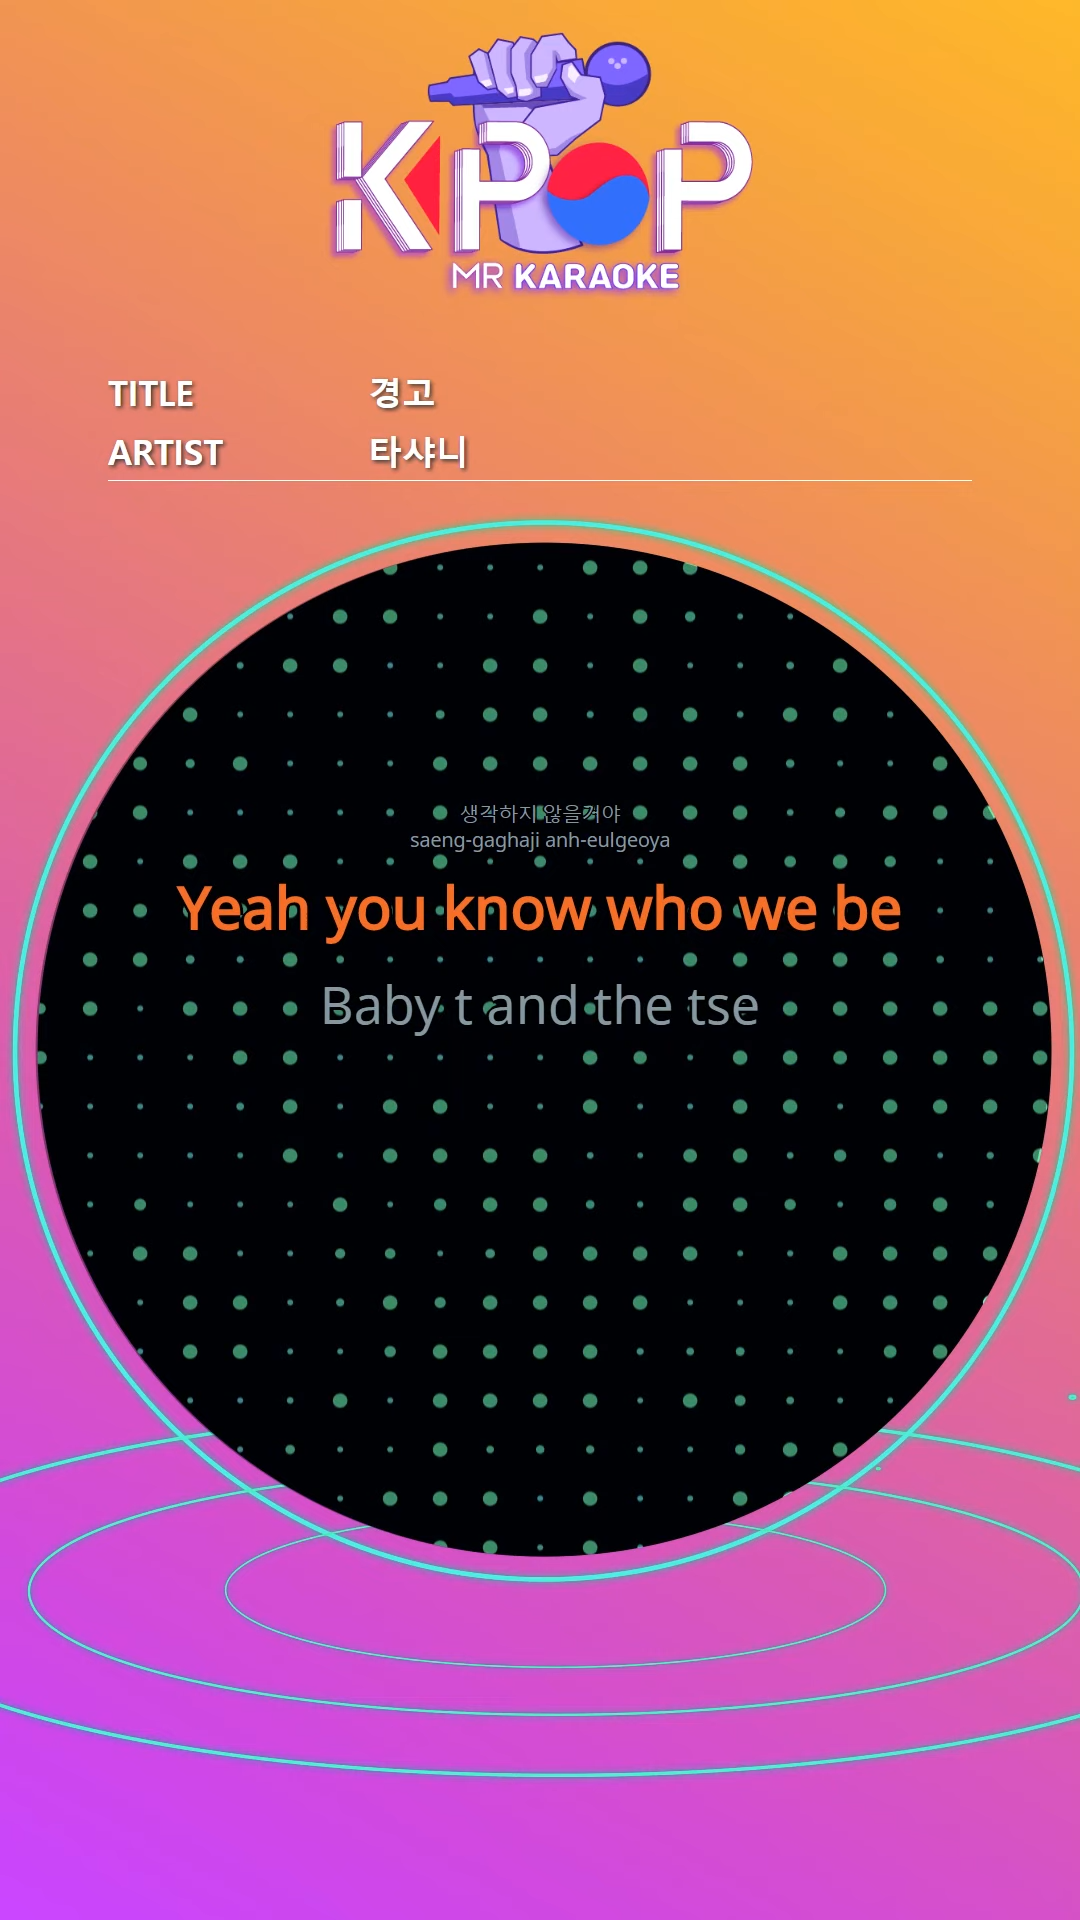 KPOP
MR KARAOKE
TITLE 경고
ARTIST 타샤니
생각하지 않을꺼야
saeng-gaghaji anh-eulgeoya
Yeah you know who we be
Baby t and the tse